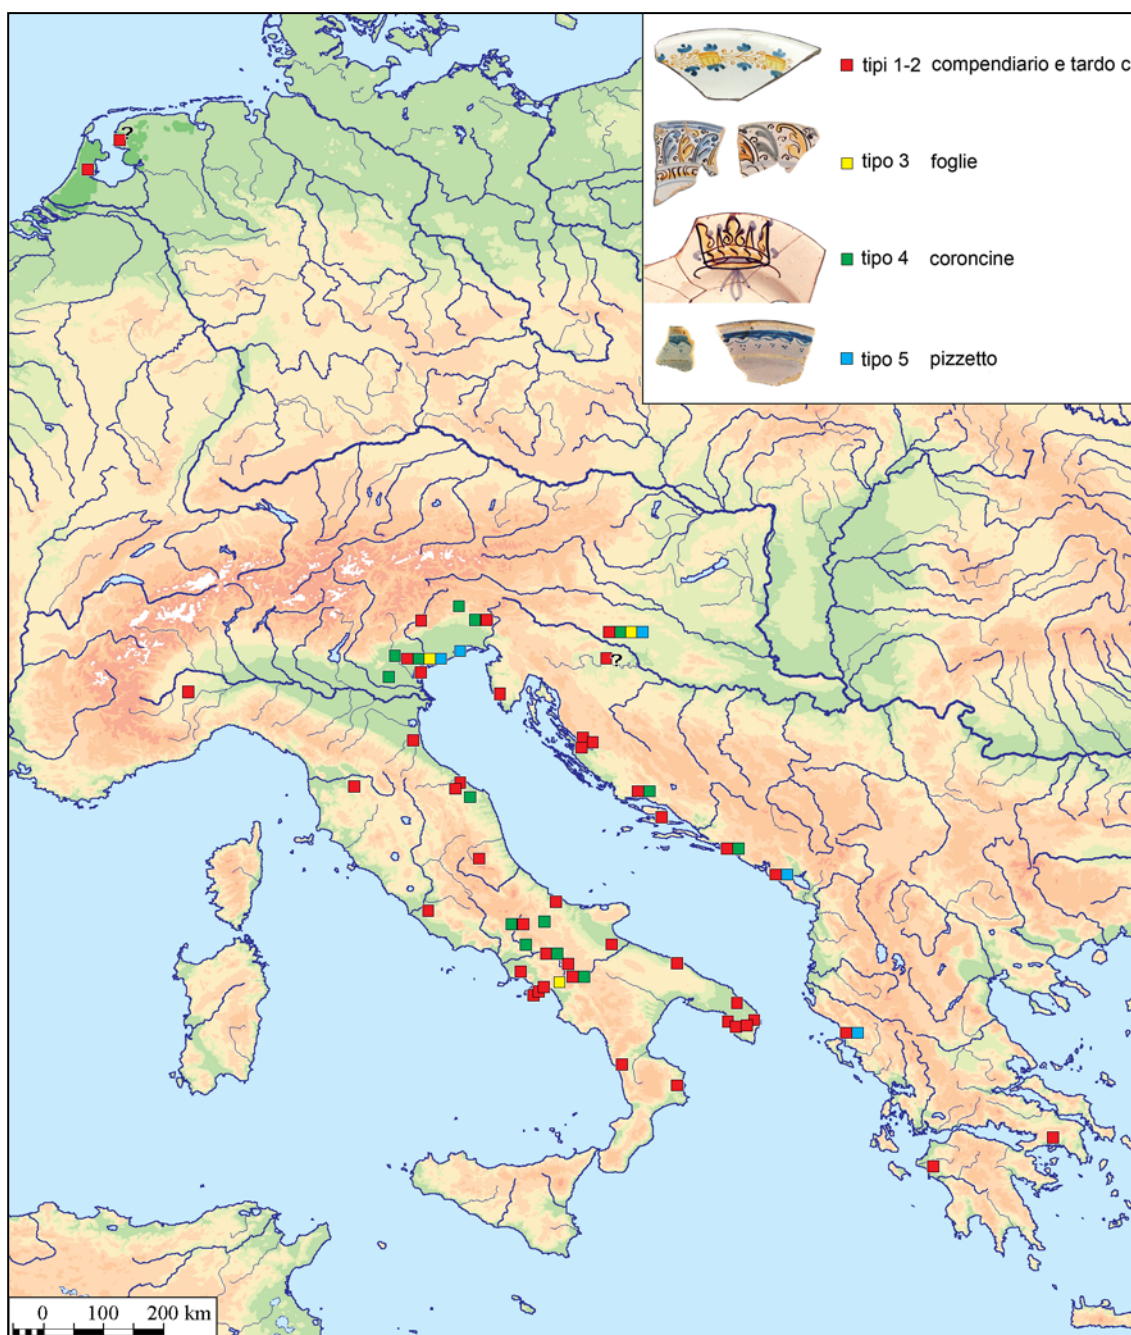 tipi 1-2 compendiario e tardo c
tipo 3 foglie
tipo 4 coroncine
tipo 5 pizzetto
?
?
0 100 200 km